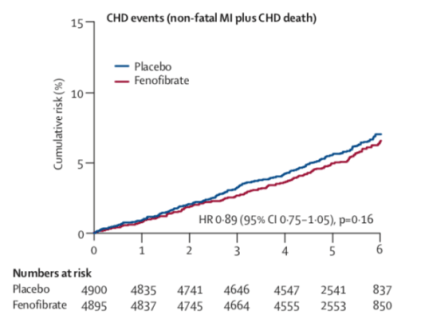 CHD events (non-fatal MI plus CHD death)
15
Placebo
Fenofibrate
10
Cumulative risk (%)
5
HR 0·89 (95% CI 0·75–1·05), p=0·16
0
0 1 2 3 4 5 6
Numbers at risk
Placebo 4900 4835 4741 4646 4547 2541 837
Fenofibrate 4895 4837 4745 4664 4555 2553 850